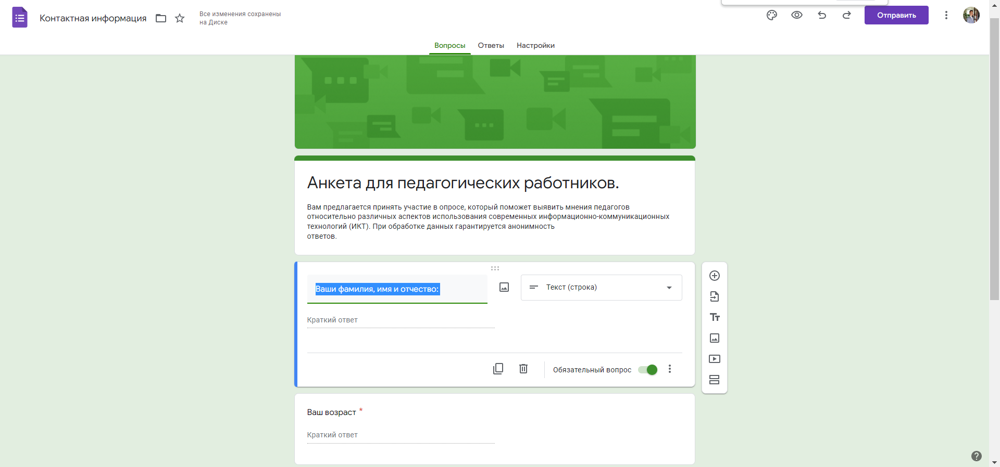 Контактная информация
Все изменения сохранены
на Диске
Отправить
Вопросы
Ответы
Настройки
Анкета для педагогических работников.
Вам предлагается принять участие в опросе, который поможет выявить мнения педагогов
относительно различных аспектов использования современных информационно-коммуникационных
технологий (ИКТ). При обработке данных гарантируется анонимность
ответов.
Ваши фамилия, имя и отчество:
Текст (строка)
Краткий ответ
Обязательный вопрос
Ваш возраст *
Краткий ответ